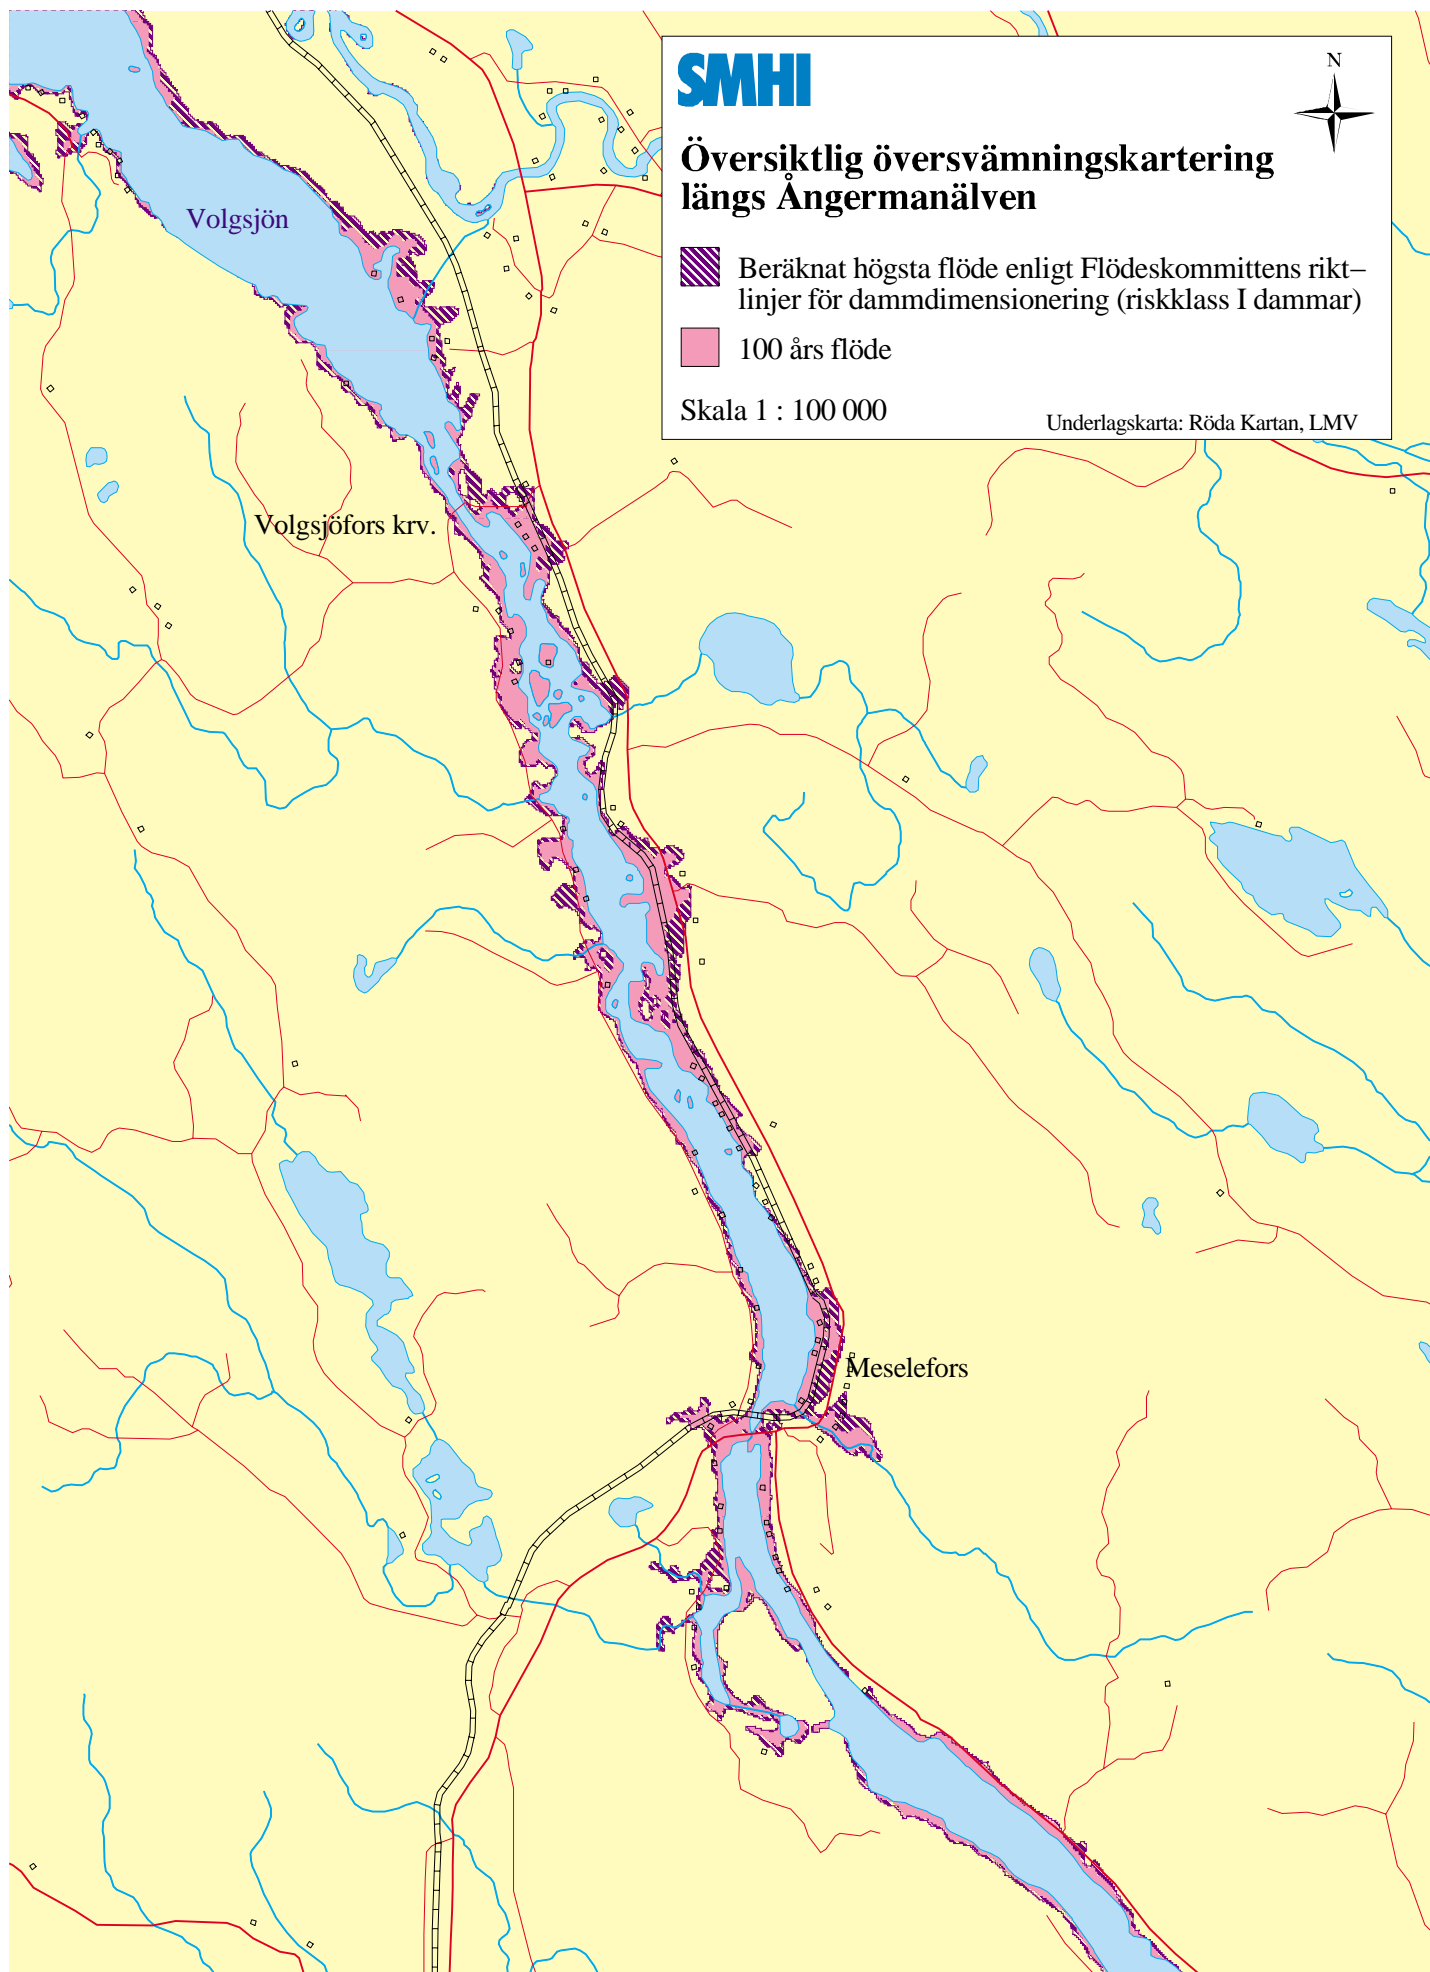 SMHI
N
Översiktlig översvämningskartering
längs Ångermanälven
Beräknat högsta flöde enligt Flödeskommittens rikt–
linjer för dammdimensionering (riskklass I dammar)
100 års flöde
Skala 1 : 100 000
Underlagskarta: Röda Kartan, LMV
Volgsjön
Volgsjöfors krv.
Meselefors